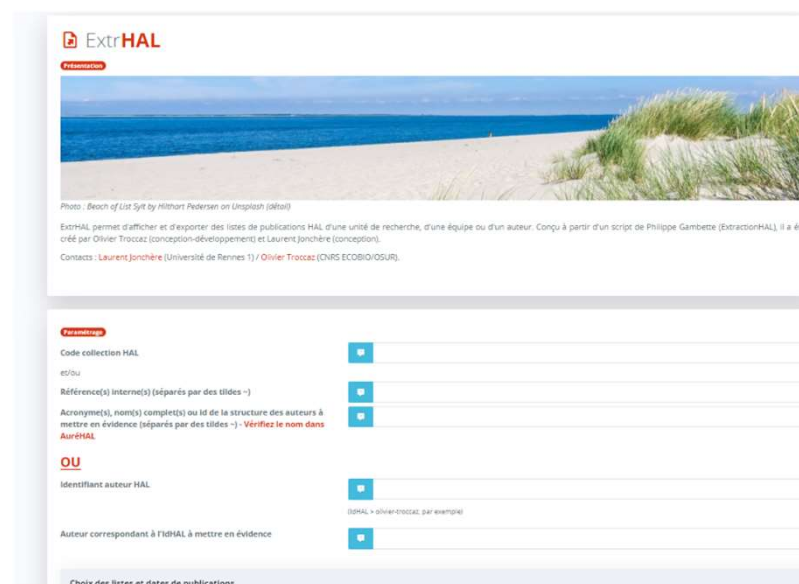 ExtrHAL
Présentation
Photo : Beach of List Sylt by Hilthart Pedersen on Unsplash (détail)
ExtrHAL permet d'afficher et d'exporter des listes de publications HAL d'une unité de recherche, d'une équipe ou d'un auteur. Conçu à partir d'un script de Philippe Gambette (ExtractionHAL), il a é
créé par Olivier Troccaz (conception-développement) et Laurent Jonchère (conception).
Contacts : Laurent Jonchère (Université de Rennes 1) / Olivier Troccaz (CNRS ECOBIO/OSUR).
Paramétrage
Code collection HAL
et/ou
Référence(s) interne(s) (séparés par des tildes ~)
Acronyme(s), nom(s) complet(s) ou id de la structure des auteurs à
mettre en évidence (séparés par des tildes ~) - Vérifiez le nom dans
AuréHAL
OU
Identifiant auteur HAL
(IdHAL > olivier-troccaz, par exemple)
Auteur correspondant à l'IdHAL à mettre en évidence
Choix des listes et dates de publications